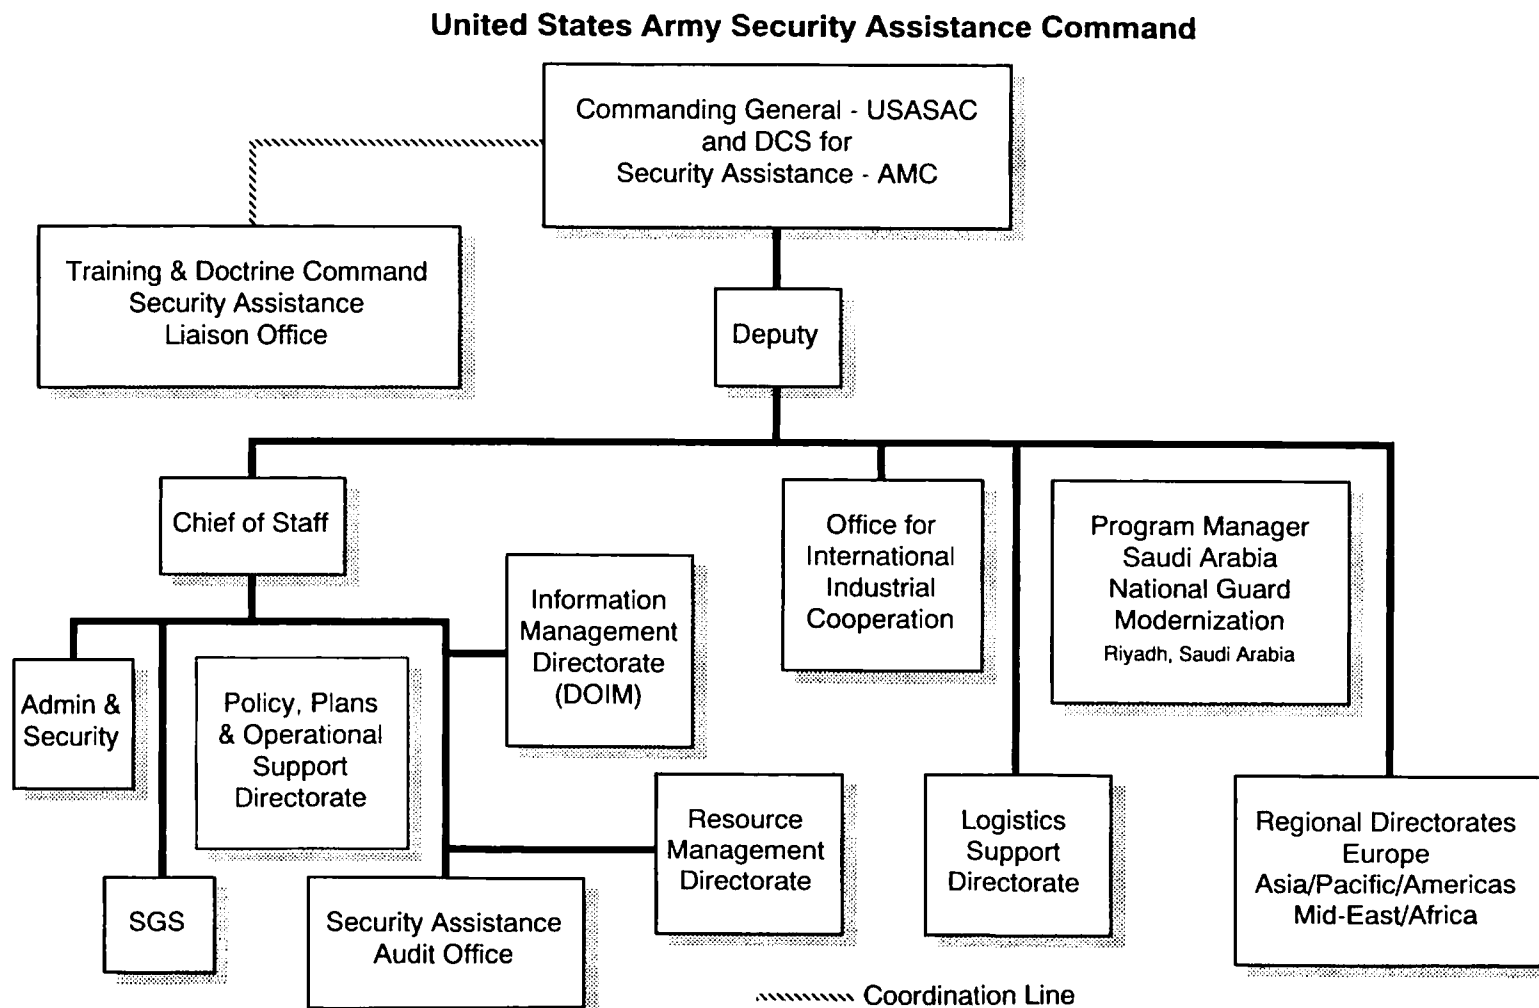 United States Army Security Assistance Command
Commanding General - USASAC
and DCS for
Security Assistance - AMC
Training & Doctrine Command
Security Assistance
Liaison Office
Deputy
Chief of Staff
Office for
International
Industrial
Cooperation
Program Manager
Saudi Arabia
National Guard
Modernization
Riyadh, Saudi Arabia
Information
Management
Directorate
(DOIM)
Admin &
Security
Policy, Plans
& Operational
Support
Directorate
Resource
Management
Directorate
Logistics
Support
Directorate
Regional Directorates
Europe
Asia/Pacific/Americas
Mid-East/Africa
SGS
Security Assistance
Audit Office
Coordination Line